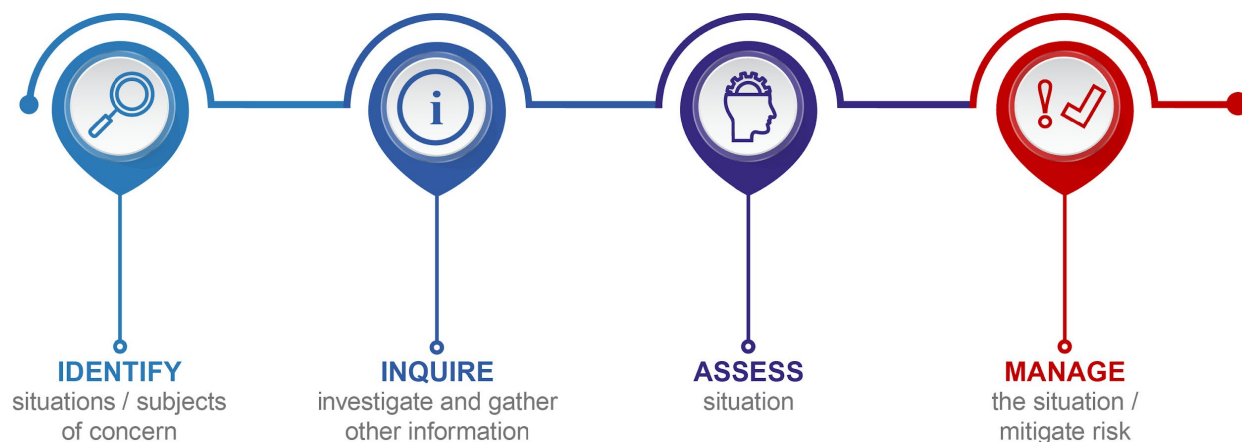 i
IDENTIFY
situations / subjects
of concern
INQUIRE
investigate and gather
other information
ASSESS
situation
MANAGE
the situation /
mitigate risk